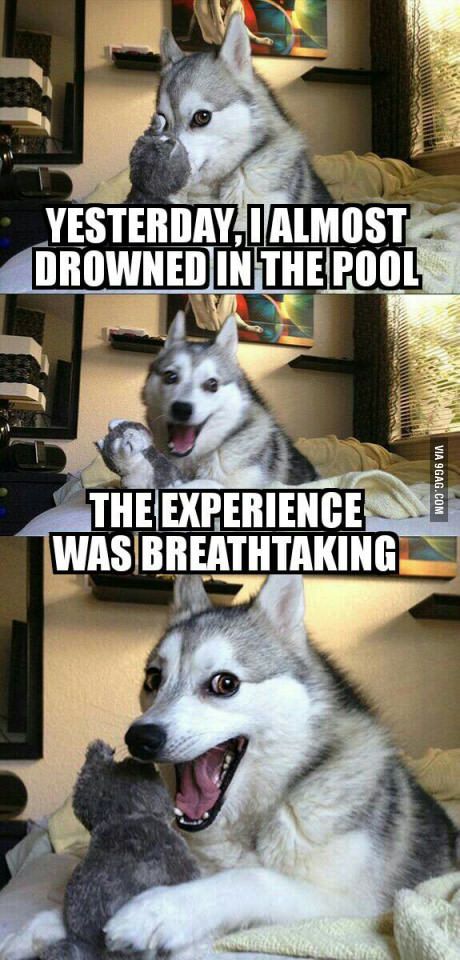 YESTERDAY, I ALMOST
DROWNED IN THE POOL
VIA 9GAG.COM
THE EXPERIENCE
WAS BREATHTAKING